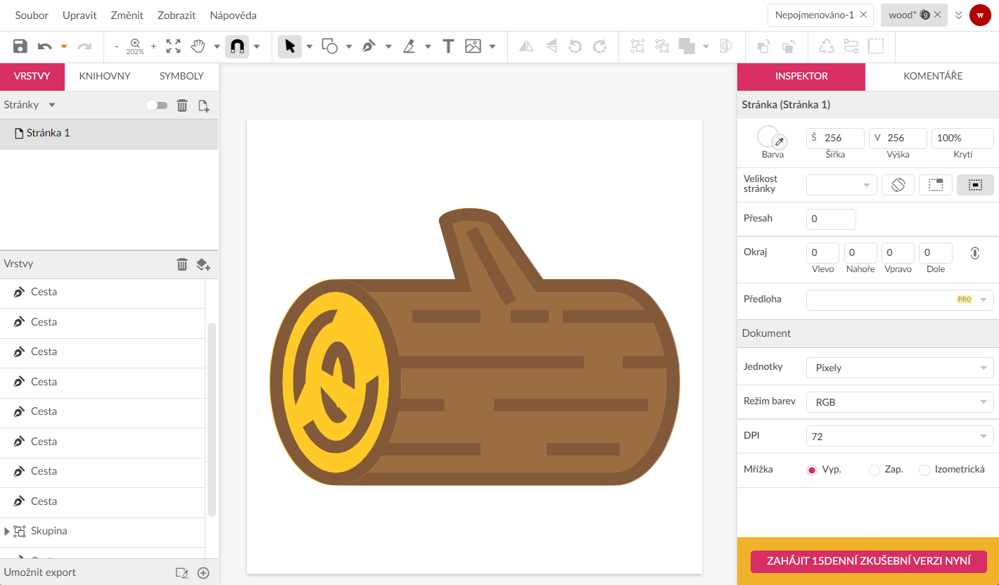 Soubor Upravit Změnit Zobrazit Nápověda Nepojmenováno-1 wood* w
- 202% +
VRSTVY KNIHOVNY SYMBOLY INSPEKTOR KOMENTÁŘE
Stránky
Stránka (Stránka 1)
Stránka 1
Š 256 V 256 100%
Barva Šířka Výška Krytí
Velikost
stránky
Přesah 0
Okraj 0 0 0 0
Vlevo Nahoře Vpravo Dole
Vrstvy
Předloha PRO
Cesta
Cesta
Cesta
Cesta
Cesta
Cesta
Cesta
Cesta
Skupina
Umožnit export
Dokument
Jednotky Pixely
Režim barev RGB
DPI 72
Mřížka Vyp. Zap. Izometrická
ZAHÁJIT 15DENNÍ ZKUŠEBNÍ VERZI NYNÍ